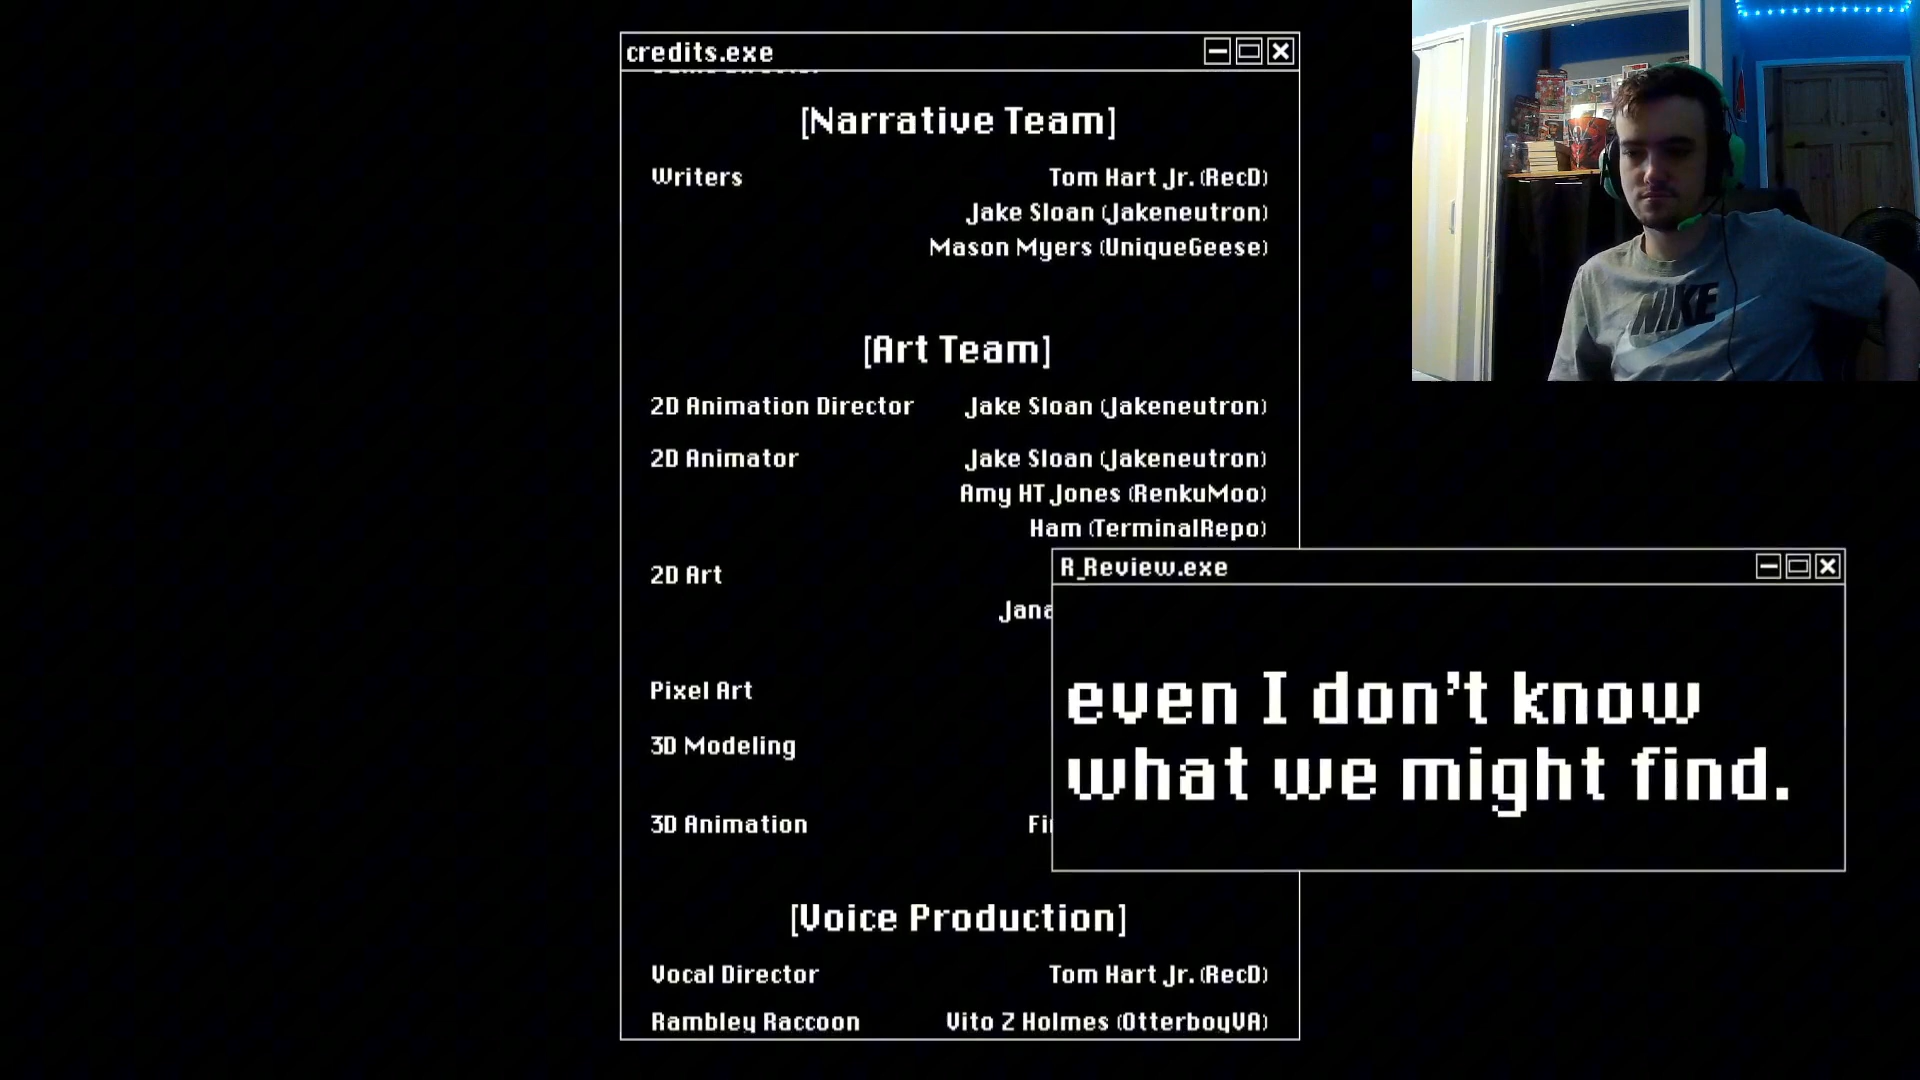 credits.exe
[Narrative Team]
Writers Tom Hart Jr. (RecD)
Jake Sloan (Jakeneutron)
Mason Myers (UniqueGeese)
[Art Team]
2D Animation Director Jake Sloan (Jakeneutron)
2D Animator Jake Sloan (Jakeneutron)
Amy HT Jones (RenkuMoo)
Ham (TerminalRepo)
2D Art
Pixel Art
3D Modeling
3D Animation
[Voice Production]
Vocal Director Tom Hart Jr. (RecD)
Rambley Raccoon Vito Z Holmes (OtterboyVA)
R_Review.exe
even I don't know
what we might find.
NIKE